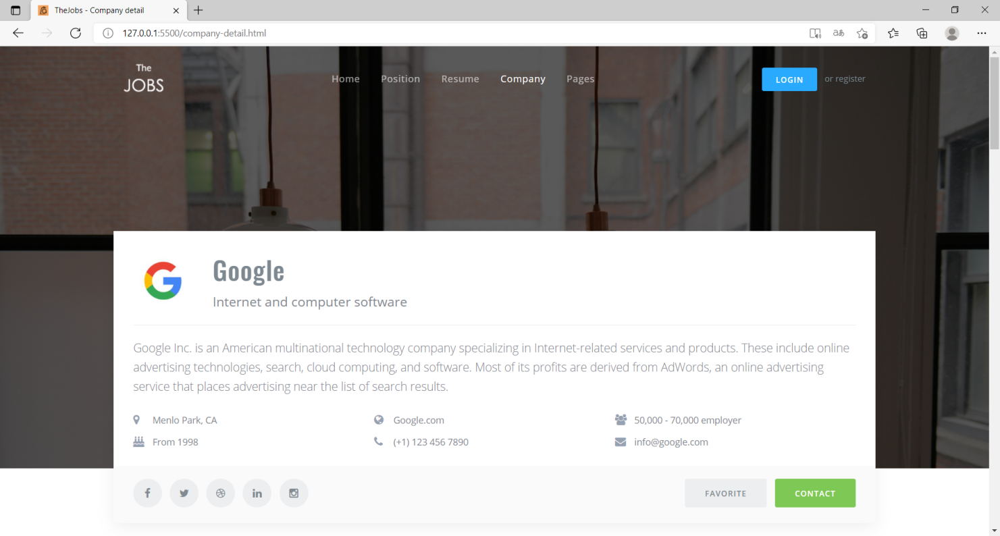 TheJobs - Company detail
127.0.0.1:5500/company-detail.html
The
JOBS
Home Position Resume Company Pages
LOGIN or register
Google
Internet and computer software
Google Inc. is an American multinational technology company specializing in Internet-related services and products. These include online
advertising technologies, search, cloud computing, and software. Most of its profits are derived from AdWords, an online advertising
service that places advertising near the list of search results.
Menlo Park, CA Google.com 50,000 - 70,000 employer
From 1998 (+1) 123 456 7890 info@google.com
FAVORITE CONTACT